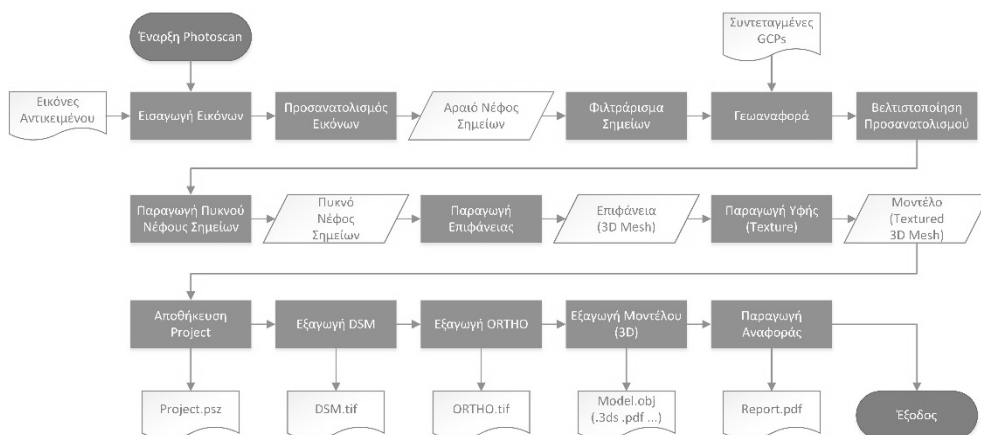 Έναρξη Photoscan
Συντεταγμένες
GCPs
Εικόνες
Αντικειμένου
Εισαγωγή Εικόνων
Προσανατολισμός
Εικόνων
Αραιό Νέφος
Σημείων
Φιλτράρισμα
Σημείων
Γεωαναφορά
Βελτιστοποίηση
Προσανατολισμού
Παραγωγή Πυκνού
Νέφους Σημείων
Πυκνό
Νέφος
Σημείων
Παραγωγή
Επιφάνειας
Επιφάνεια
(3D Mesh)
Παραγωγή Υφής
(Texture)
Μοντέλο
(Textured
3D Mesh)
Αποθήκευση
Project
Εξαγωγή DSM
Εξαγωγή ORTHO
Εξαγωγή Μοντέλου
(3D)
Παραγωγή
Αναφοράς
Project.psz
DSM.tif
ORTHO.tif
Model.obj
(.3ds .pdf ...)
Report.pdf
Έξοδος